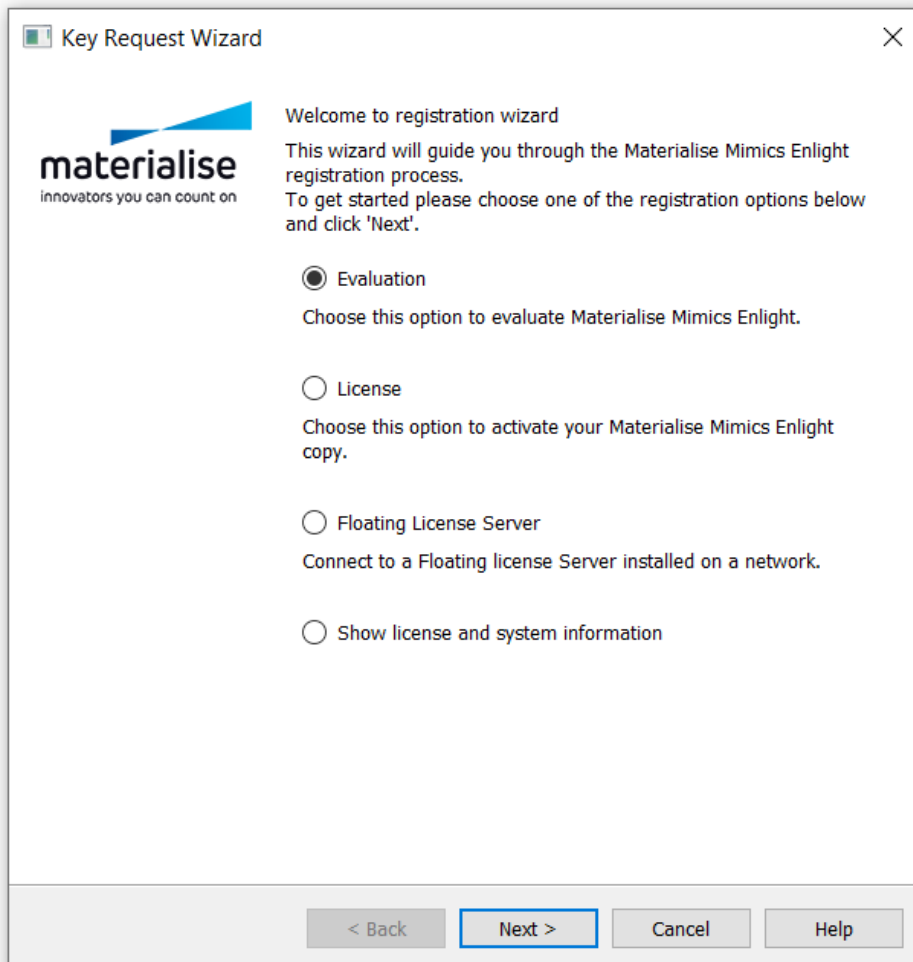 Key Request Wizard
materialise
innovators you can count on
Welcome to registration wizard
This wizard will guide you through the Materialise Mimics Enlight
registration process.
To get started please choose one of the registration options below
and click 'Next'.
Evaluation
Choose this option to evaluate Materialise Mimics Enlight.
License
Choose this option to activate your Materialise Mimics Enlight
copy.
Floating License Server
Connect to a Floating license Server installed on a network.
Show license and system information
< Back
Next >
Cancel
Help